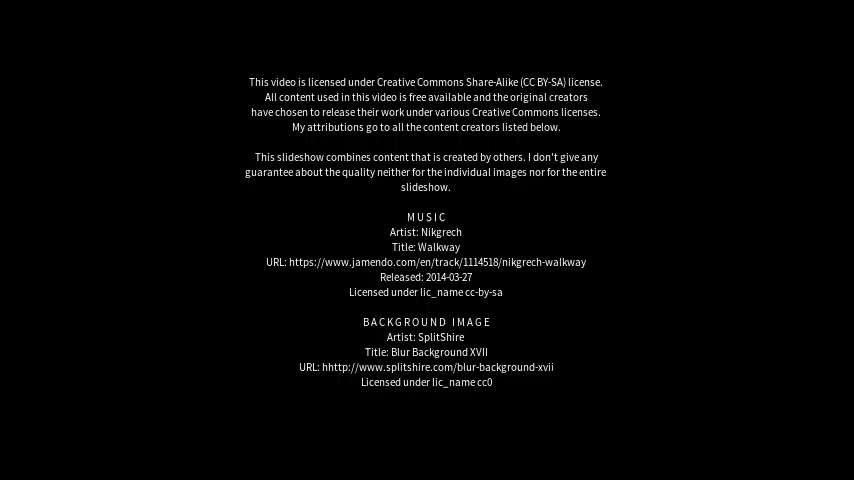 This video is licensed under Creative Commons Share-Alike (CC BY-SA) license.
All content used in this video is free available and the original creators
have chosen to release their work under various Creative Commons licenses.
My attributions go to all the content creators listed below.
This slideshow combines content that is created by others. I don't give any
guarantee about the quality neither for the individual images nor for the entire
slideshow.
MUSIC
Artist: Nikgrech
Title: Walkway
URL: https://www.jamendo.com/en/track/1114518/nikgrech-walkway
Released: 2014-03-27
Licensed under lic_name cc-by-sa
BACKGROUND IMAGE
Artist: SplitShire
Title: Blur Background XVII
URL: hhttp://www.splitshire.com/blur-background-xvii
Licensed under lic_name cc0